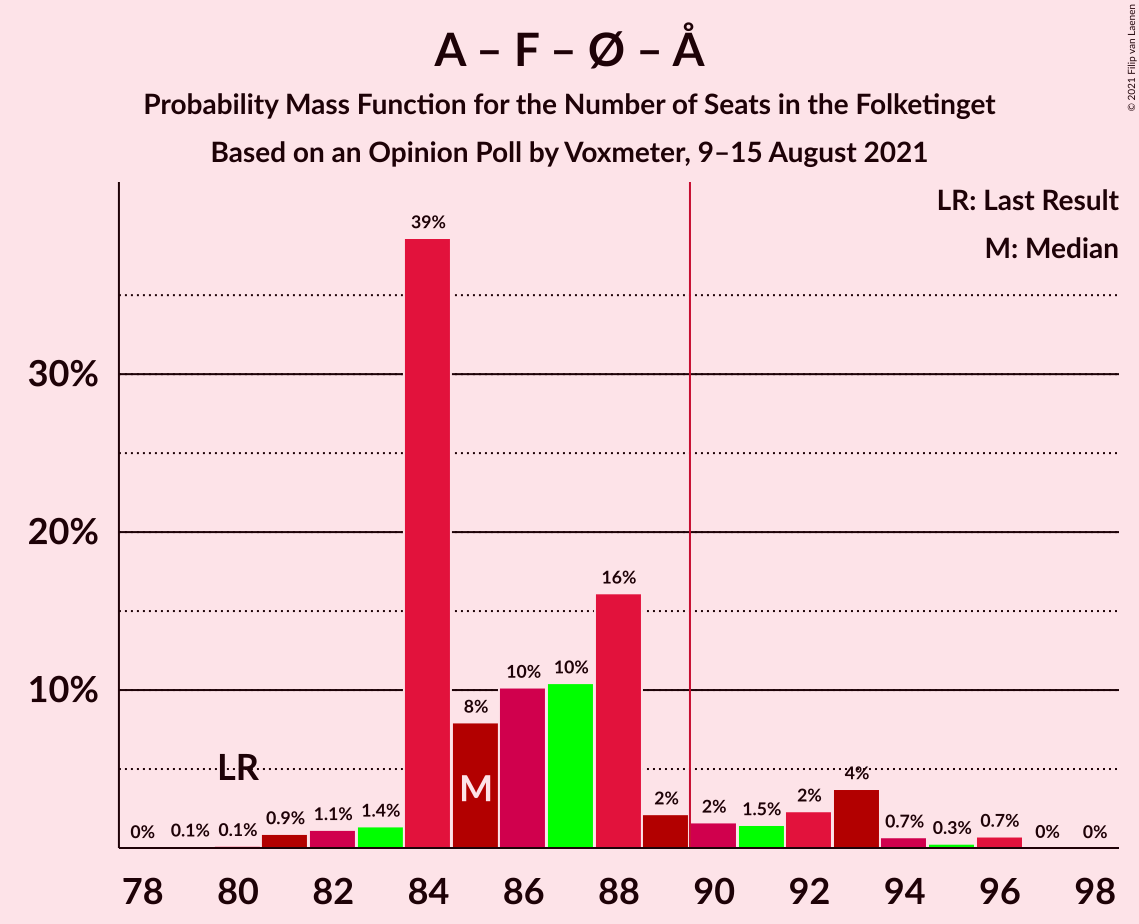 A – F – Ø – Å
Probability Mass Function for the Number of Seats in the Folketinget
Based on an Opinion Poll by Voxmeter, 9–15 August 2021
© 2021 Filip van Laenen
LR: Last Result
M: Median
39%
30%
20%
16%
10%
10%
10%
8%
LR
M
0%
0.1%
0.1%
0.9%
1.1%
1.4%
2%
2%
1.5%
2%
4%
0.7%
0.3%
0.7%
0%
0%
78 80 82 84 86 88 90 92 94 96 98